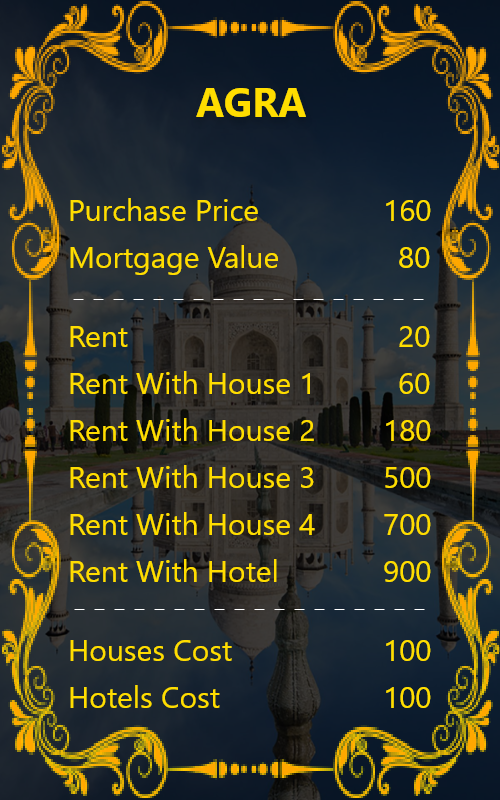 AGRA
Purchase Price 160
Mortgage Value 80
Rent 20
Rent With House 1 60
Rent With House 2 180
Rent With House 3 500
Rent With House 4 700
Rent With Hotel 900
Houses Cost 100
Hotels Cost 100